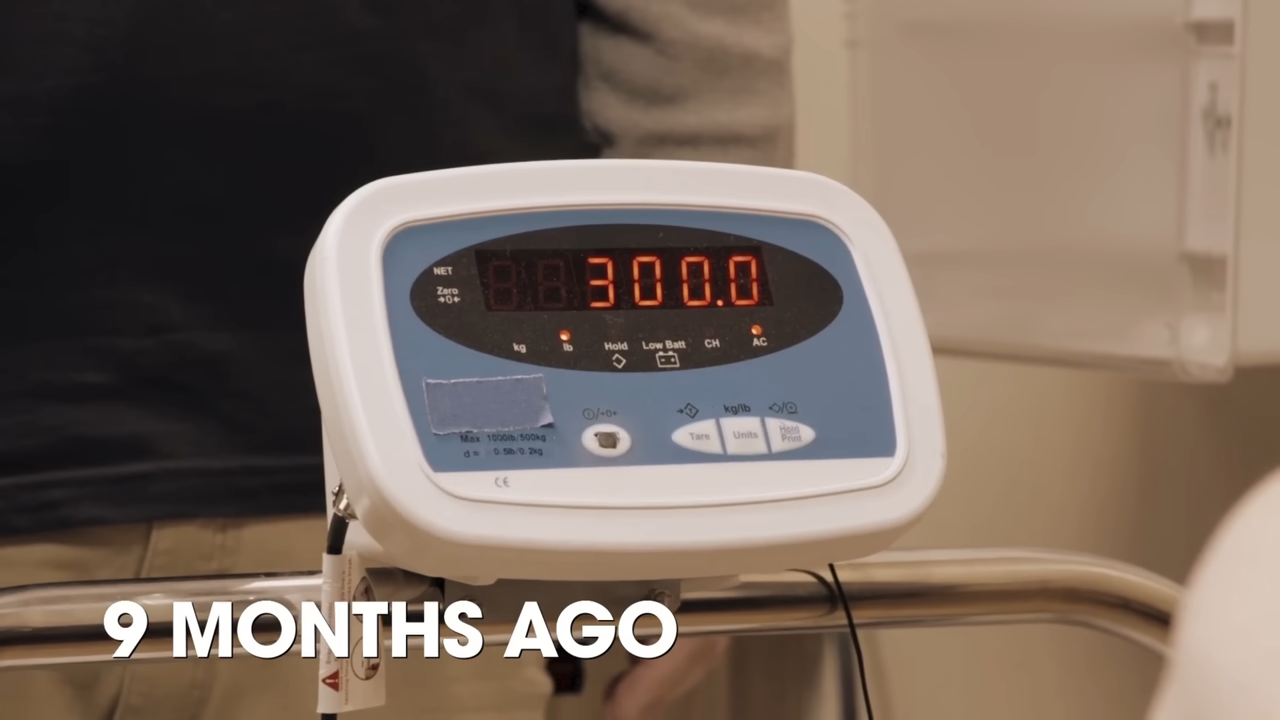 NET
300.0
Zero
→0←
kg lb Hold Low Batt CH AC
kg/lb
Max 1000lb/500kg
d = 0.5lb/0.2kg
Tare Units Hold Print
CE
9 MONTHS AGO